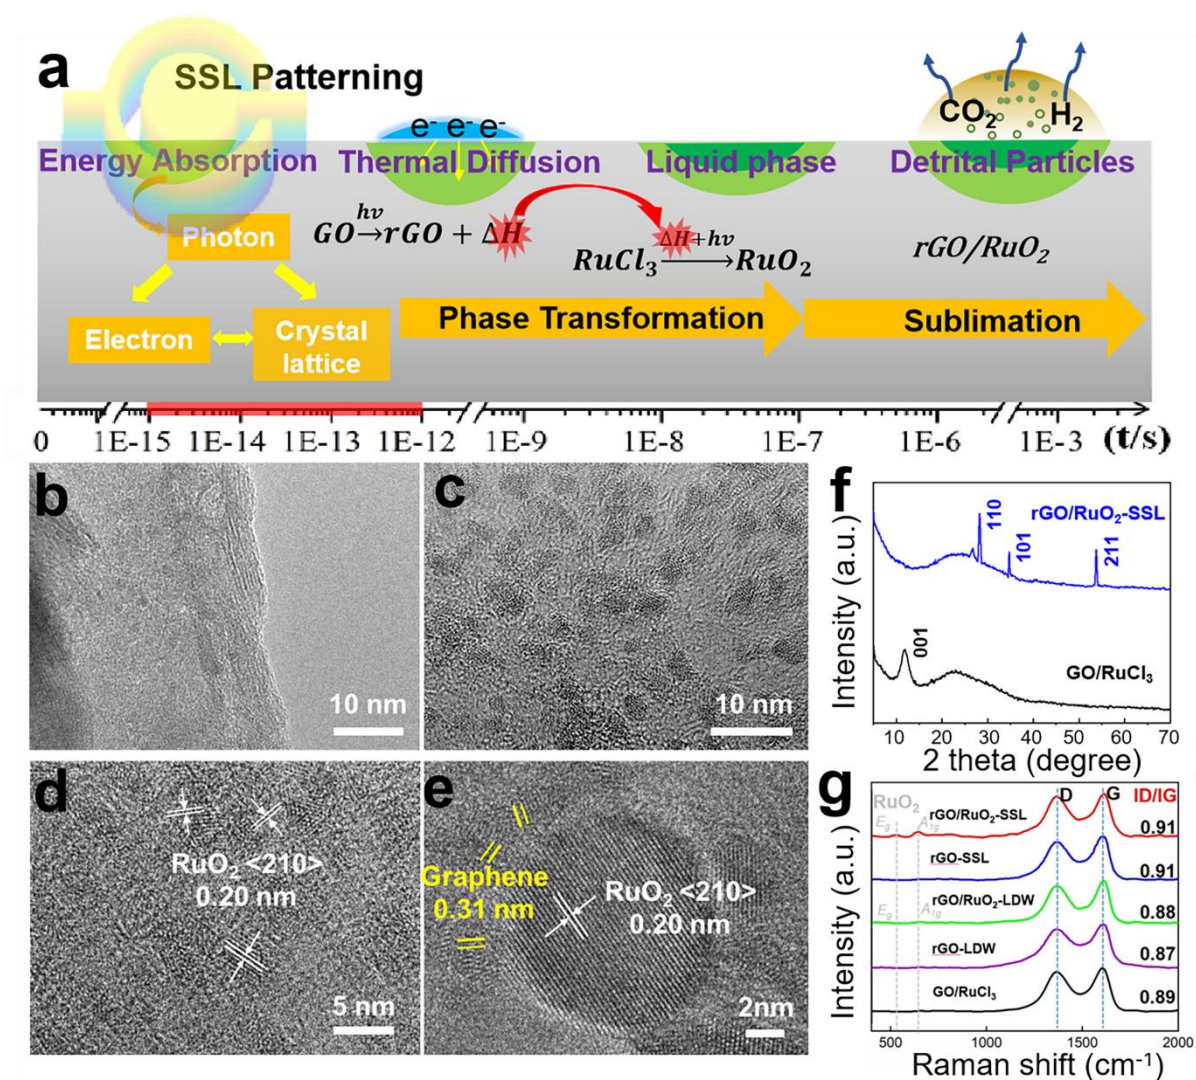 a
SSL Patterning
CO2
H2
e- e- e-
Energy Absorption
Thermal Diffusion
Liquid phase
Detrital Particles
Photon
GO hv→ rGO + ΔH
RuCl3 ΔH+hv→ RuO2
rGO/RuO2
Electron
Crystal
lattice
Phase Transformation
Sublimation
0 1E-15 1E-14 1E-13 1E-12 1E-9 1E-8 1E-7 1E-6 1E-3 (t/s)
b
10 nm
c
10 nm
d
RuO2 <210>
0.20 nm
5 nm
e
Graphene
0.31 nm
RuO2 <210>
0.20 nm
2nm
f
Intensity (a.u.)
rGO/RuO2-SSL
110
101
211
001
GO/RuCl3
10 20 30 40 50 60 70
2 theta (degree)
g
Intensity (a.u.)
RuO2
Eg
A1g
D
G
ID/IG
rGO/RuO2-SSL
0.91
rGO-SSL
0.91
rGO/RuO2-LDW
Eg
A1g
0.88
rGO-LDW
0.87
GO/RuCl3
0.89
500 1000 1500 2000
Raman shift (cm-1)